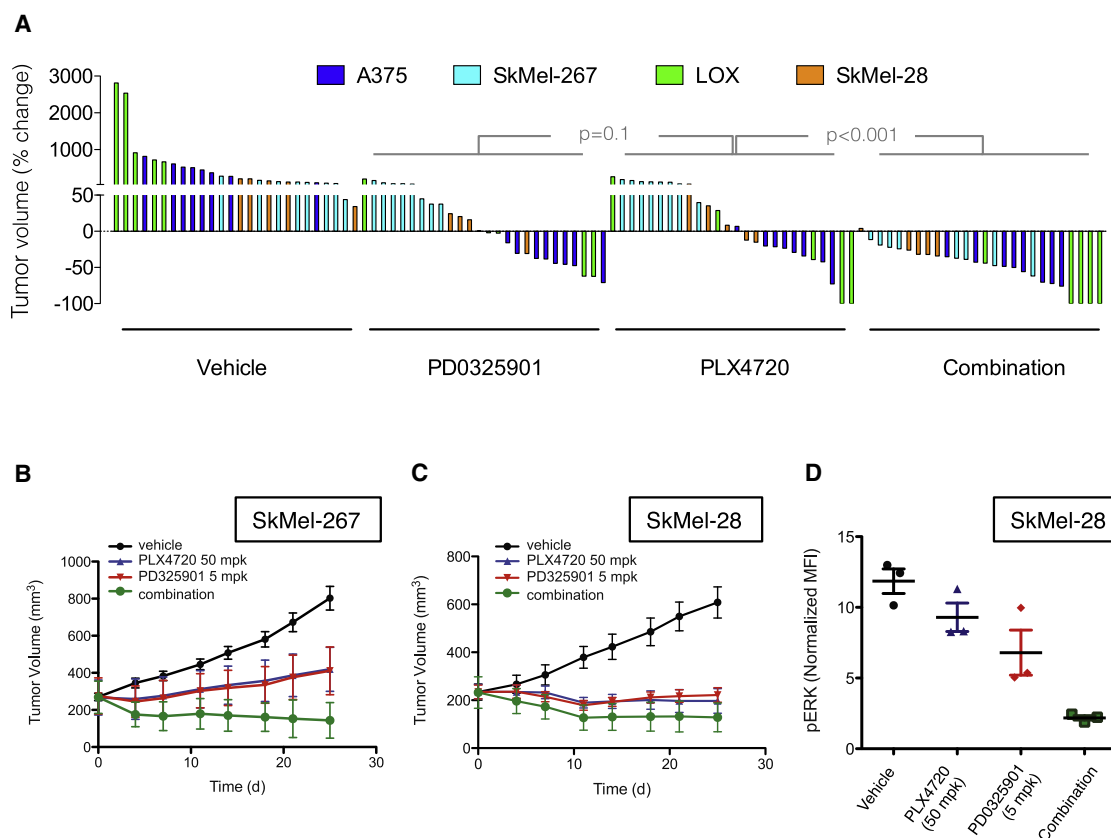 A
Tumor volume (% change)
3000
2000
1000
50
0
-50
-100
A375
SkMel-267
LOX
SkMel-28
p=0.1
p<0.001
Vehicle
PD0325901
PLX4720
Combination
B
SkMel-267
vehicle
PLX4720 50 mpk
PD325901 5 mpk
combination
Tumor Volume (mm³)
1000
800
600
400
200
0
0
10
20
30
Time (d)
C
SkMel-28
vehicle
PLX4720 50 mpk
PD325901 5 mpk
combination
Tumor Volume (mm³)
800
600
400
200
0
0
10
20
30
Time (d)
D
SkMel-28
pERK (Normalized MFI)
15
10
5
0
Vehicle
PLX4720
(50 mpk)
PD0325901
(5 mpk)
Combination